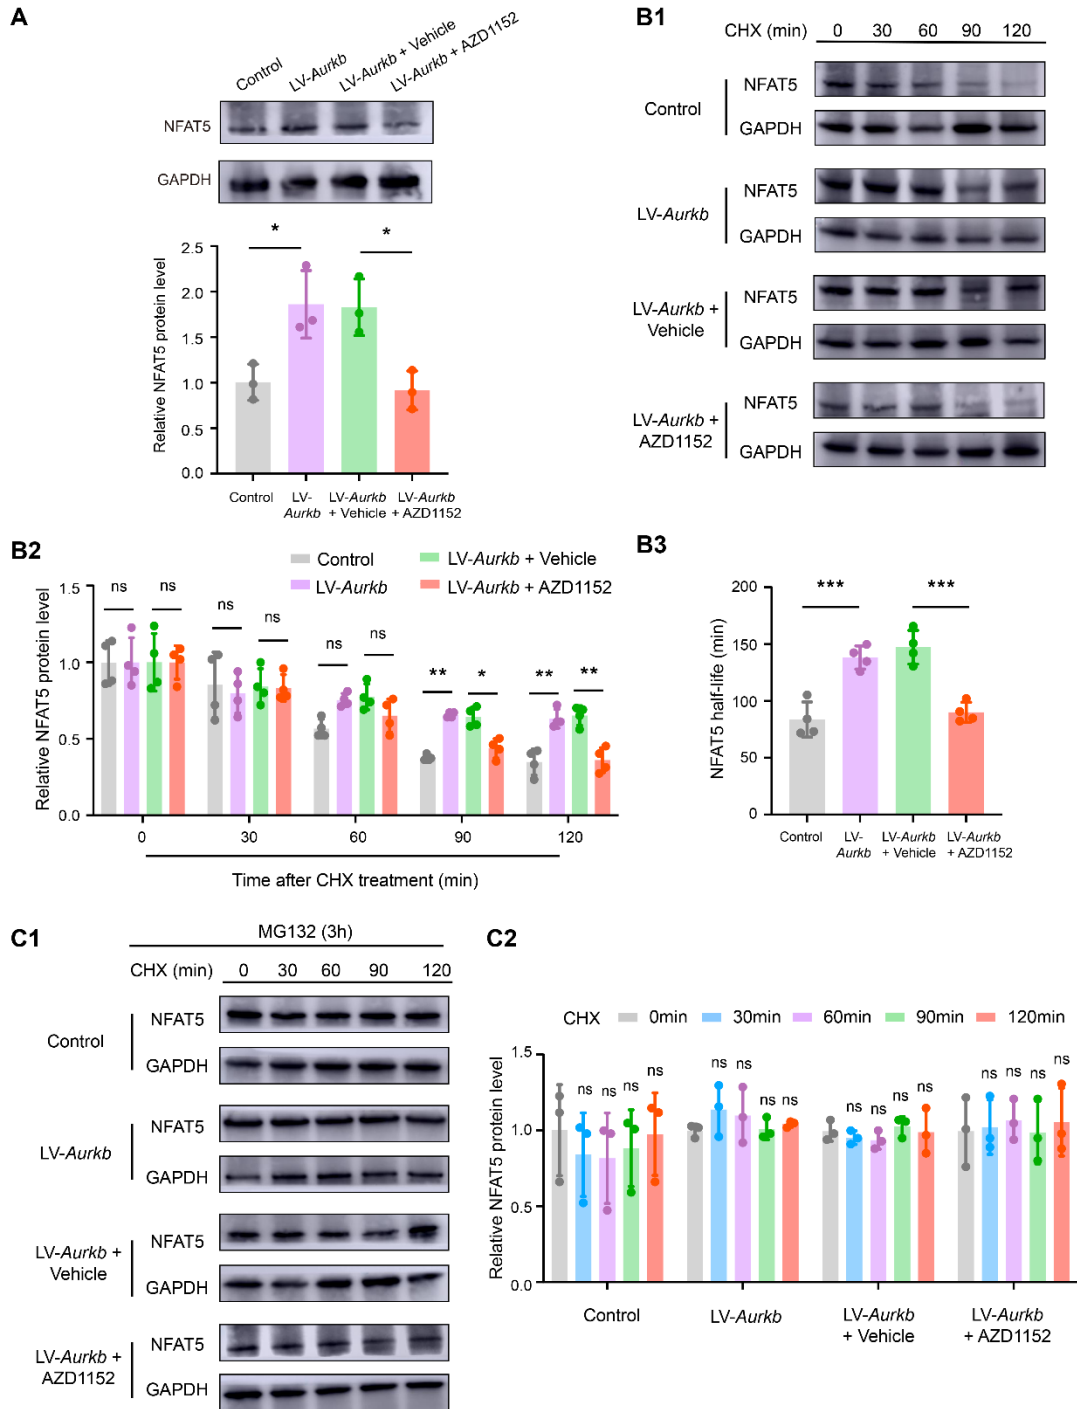 A
Control
LV-Aurkb
LV-Aurkb + Vehicle
LV-Aurkb + AZD1152
NFAT5
GAPDH
* *
2.5
2.0
1.5
1.0
0.5
0.0
Relative NFAT5 protein level
Control
LV-
Aurkb
LV-Aurkb
+ Vehicle
LV-Aurkb
+ AZD1152
B1
CHX (min) 0 30 60 90 120
Control
NFAT5
GAPDH
LV-Aurkb
NFAT5
GAPDH
LV-Aurkb +
Vehicle
NFAT5
GAPDH
LV-Aurkb +
AZD1152
NFAT5
GAPDH
B2
Control
LV-Aurkb
LV-Aurkb + Vehicle
LV-Aurkb + AZD1152
Relative NFAT5 protein level
1.5
1.0
0.5
0.0
ns ns ns ns ns ns ** * ** **
0 30 60 90 120
Time after CHX treatment (min)
B3
NFAT5 half-life (min)
200
150
100
50
0
*** ***
Control
LV-
Aurkb
LV-Aurkb
+ Vehicle
LV-Aurkb
+ AZD1152
C1
MG132 (3h)
CHX (min) 0 30 60 90 120
Control
NFAT5
GAPDH
LV-Aurkb
NFAT5
GAPDH
LV-Aurkb +
Vehicle
NFAT5
GAPDH
LV-Aurkb +
AZD1152
NFAT5
GAPDH
C2
CHX 0min 30min 60min 90min 120min
Relative NFAT5 protein level
1.5
1.0
0.5
0.0
ns ns ns ns ns ns ns ns ns ns ns ns ns ns ns ns
Control
LV-Aurkb
LV-Aurkb
+ Vehicle
LV-Aurkb
+ AZD1152